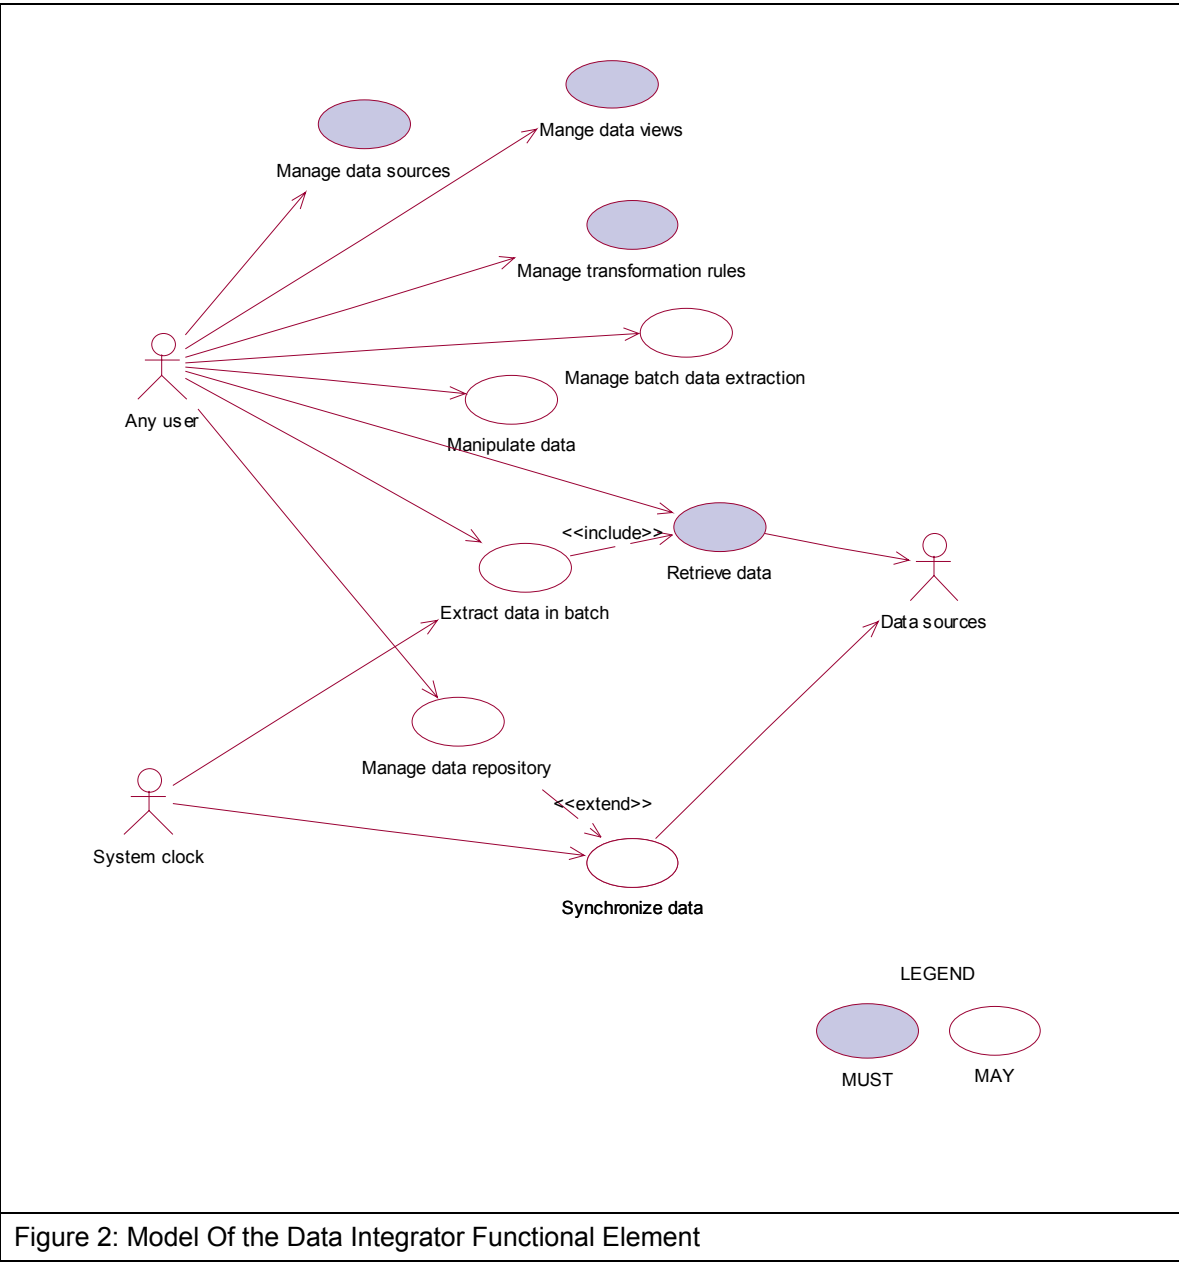 Mange data views
Manage data sources
Manage transformation rules
Manage batch data extraction
Any user
Manipulate data
<<include>>
Retrieve data
Extract data in batch
Data sources
Manage data repository
<<extend>>
System clock
Synchronize data
LEGEND
MUST
MAY
Figure 2: Model Of the Data Integrator Functional Element